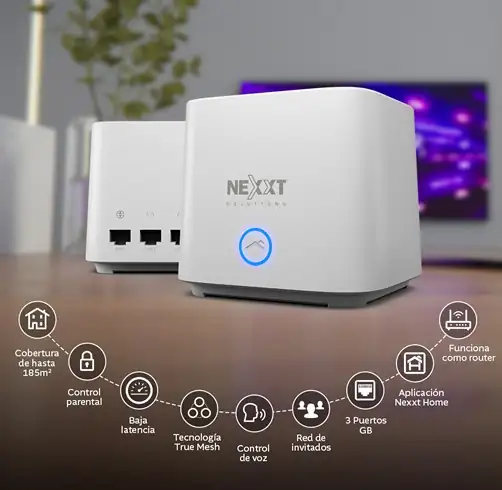 NEXXT
SOLUTIONS
Cobertura
de hasta
185m²
Control
parental
Baja
latencia
Tecnología
True Mesh
Control
de voz
Red de
invitados
3 Puertos
GB
Aplicación
Nexxt Home
Funciona
como router